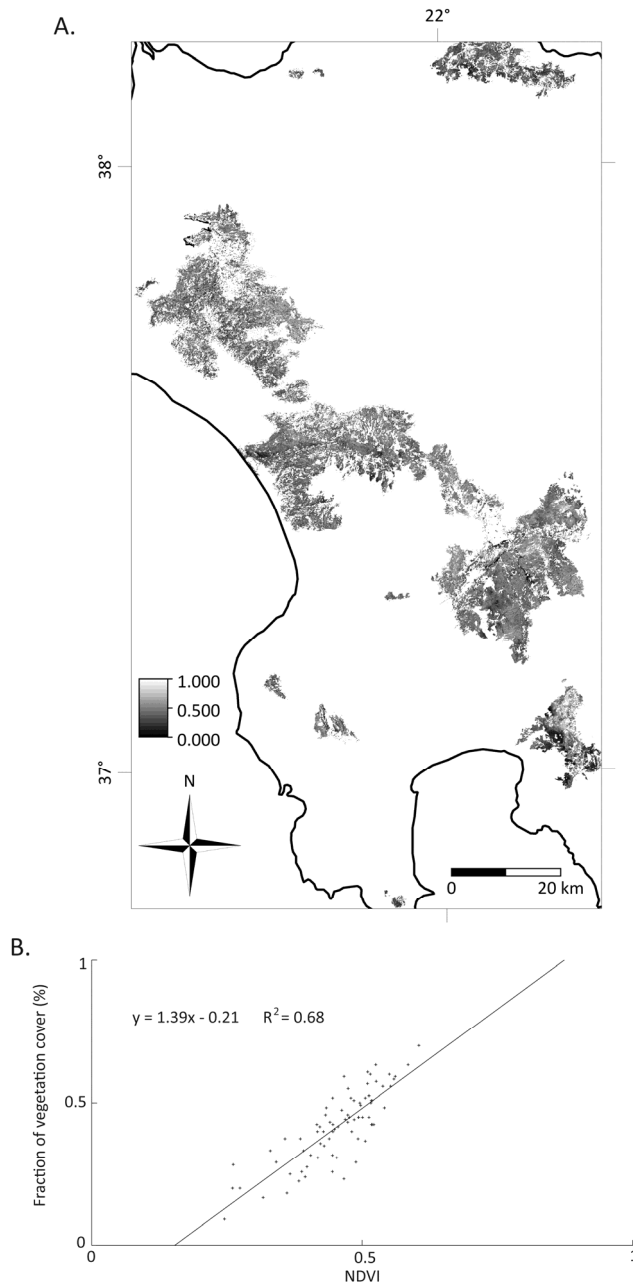 A.
22°
38°
1.000
0.500
0.000
37°
N
0 20 km
B.
y = 1.39x - 0.21 R² = 0.68
Fraction of vegetation cover (%)
1
0.5
0
0 0.5 1
NDVI